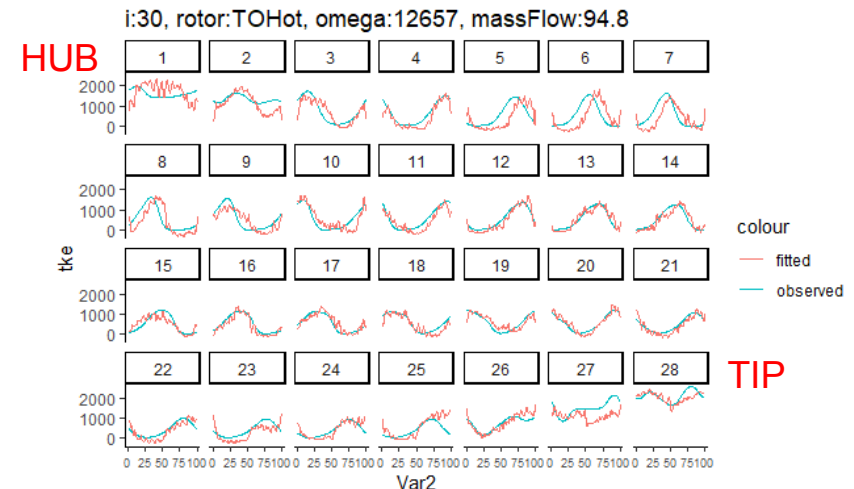 i:30, rotor:TOHot, omega:12657, massFlow:94.8
HUB
1 2 3 4 5 6 7
2000
1000
0
8 9 10 11 12 13 14
2000
1000
0
tke
colour
fitted
observed
15 16 17 18 19 20 21
2000
1000
0
22 23 24 25 26 27 28
TIP
2000
1000
0
0 25 50 75100 0 25 50 75100 0 25 50 75100 0 25 50 75100 0 25 50 75100 0 25 50 75100 0 25 50 75100
Var2